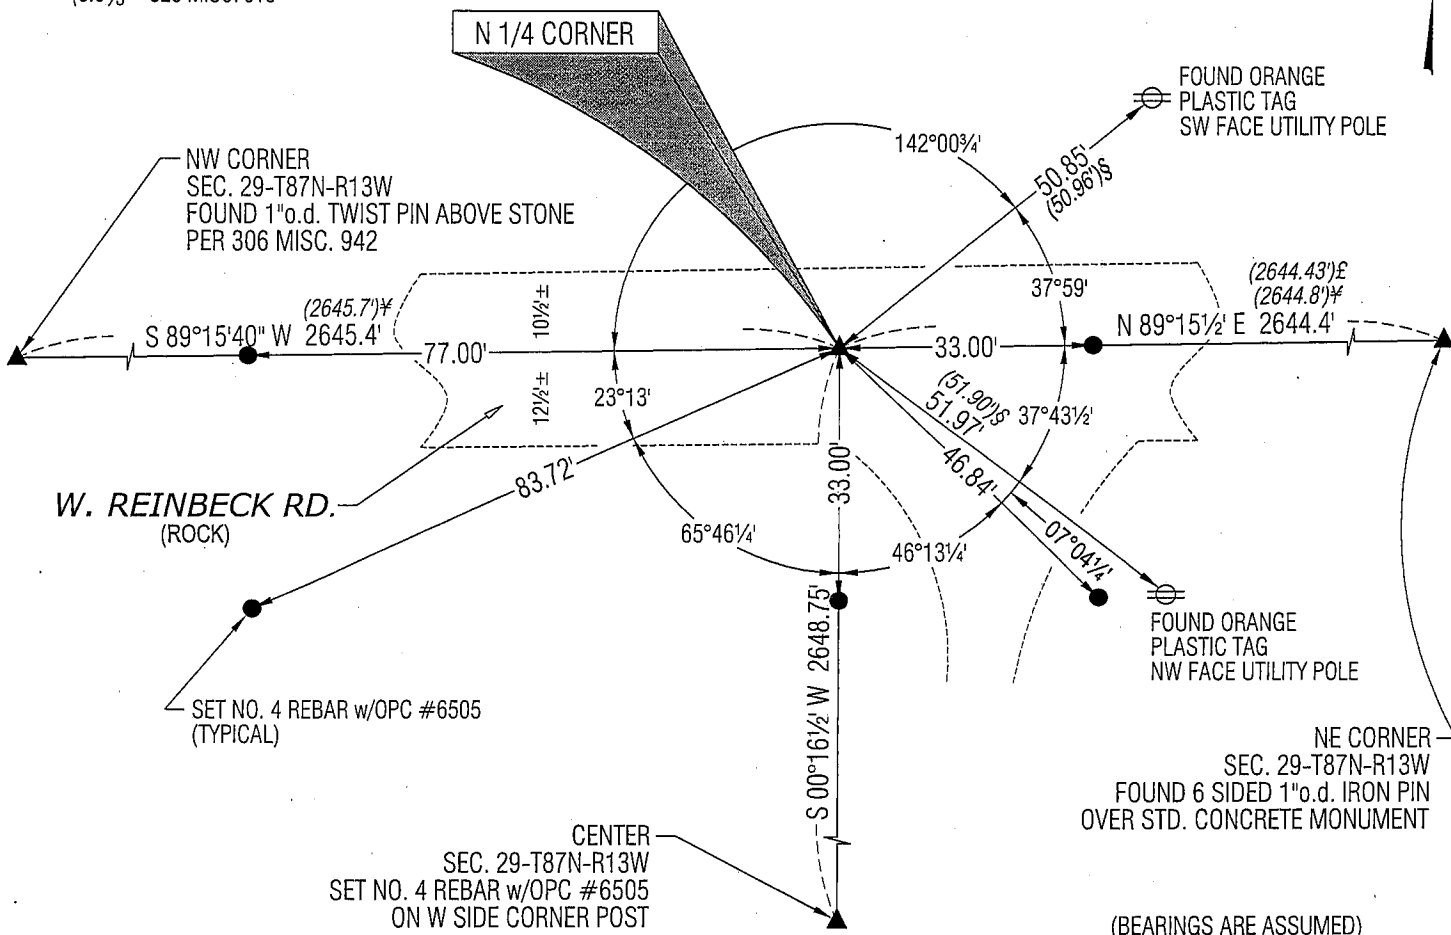 N 1/4 CORNER
FOUND ORANGE
PLASTIC TAG
SW FACE UTILITY POLE
142°00¾'
50.85'
(50.96')§
NW CORNER
SEC. 29-T87N-R13W
FOUND 1"o.d. TWIST PIN ABOVE STONE
PER 306 MISC. 942
(2645.7')¥
S 89°15'40" W 2645.4'
10½'±
12½'±
77.00'
23°13'
33.00'
37°59'
(2644.43')£
(2644.8')¥
N 89°15½' E 2644.4'
(51.90')§
51.97'
37°43½'
46.84'
33.00'
83.72'
W. REINBECK RD.
(ROCK)
65°46¼'
46°13¼'
07°04¼'
FOUND ORANGE
PLASTIC TAG
NW FACE UTILITY POLE
SET NO. 4 REBAR w/OPC #6505
(TYPICAL)
S 00°16½' W 2648.75'
NE CORNER
SEC. 29-T87N-R13W
FOUND 6 SIDED 1"o.d. IRON PIN
OVER STD. CONCRETE MONUMENT
CENTER
SEC. 29-T87N-R13W
SET NO. 4 REBAR w/OPC #6505
ON W SIDE CORNER POST
(BEARINGS ARE ASSUMED)